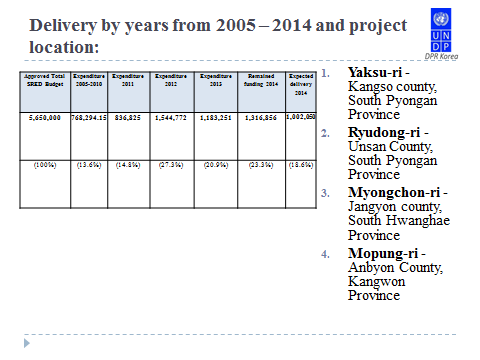 Delivery by years from 2005 – 2014 and project
location:
U N
D P
DPR Korea
Approved Total SRED Budget | Expenditure 2005-2010 | Expenditure 2011 | Expenditure 2012 | Expenditure 2013 | Remained funding 2014 | Expected delivery 2014
5,650,000 | 768,294.15 | 836,825 | 1,544,772 | 1,183,251 | 1,316,856 | 1,002,050
(100%) | (13.6%) | (14.8%) | (27.3%) | (20.9%) | (23.3%) | (18.6%)
1. Yaksu-ri -
Kangso county,
South Pyongan
Province
2. Ryudong-ri -
Unsan County,
South Pyongan
Province
3. Myongchon-ri -
Jangyon county,
South Hwanghae
Province
4. Mopung-ri -
Anbyon County,
Kangwon
Province